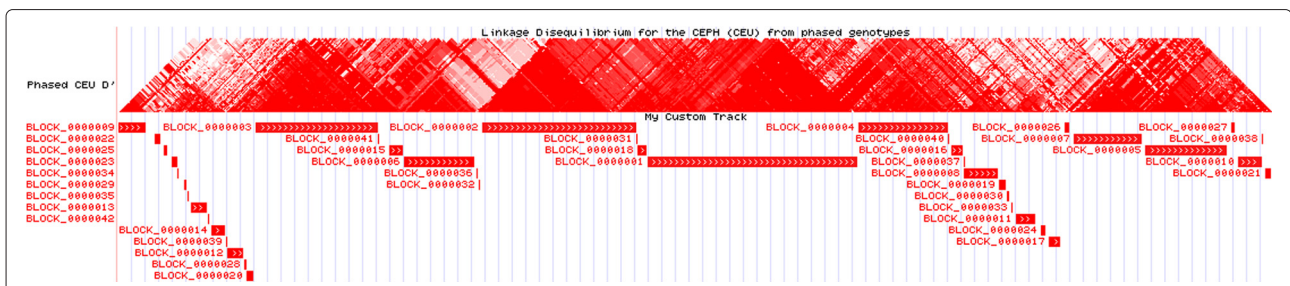 Linkage Disequilibrium for the CEPH (CEU) from phased genotypes
Phased CEU D'
My Custom Track
BLOCK_0000009 BLOCK_0000003 BLOCK_0000002 BLOCK_0000004 BLOCK_0000026 BLOCK_0000027
BLOCK_0000022 BLOCK_0000041 BLOCK_0000031 BLOCK_0000040 BLOCK_0000007 BLOCK_0000038
BLOCK_0000025 BLOCK_0000015 BLOCK_0000018 BLOCK_0000016 BLOCK_0000005
BLOCK_0000023 BLOCK_0000006 BLOCK_0000001 BLOCK_0000037 BLOCK_0000010
BLOCK_0000034 BLOCK_0000036 BLOCK_0000008 BLOCK_0000021
BLOCK_0000029 BLOCK_0000032 BLOCK_0000019
BLOCK_0000035 BLOCK_0000030
BLOCK_0000013 BLOCK_0000033
BLOCK_0000042 BLOCK_0000011
BLOCK_0000014 BLOCK_0000024
BLOCK_0000039 BLOCK_0000017
BLOCK_0000012
BLOCK_0000028
BLOCK_0000020